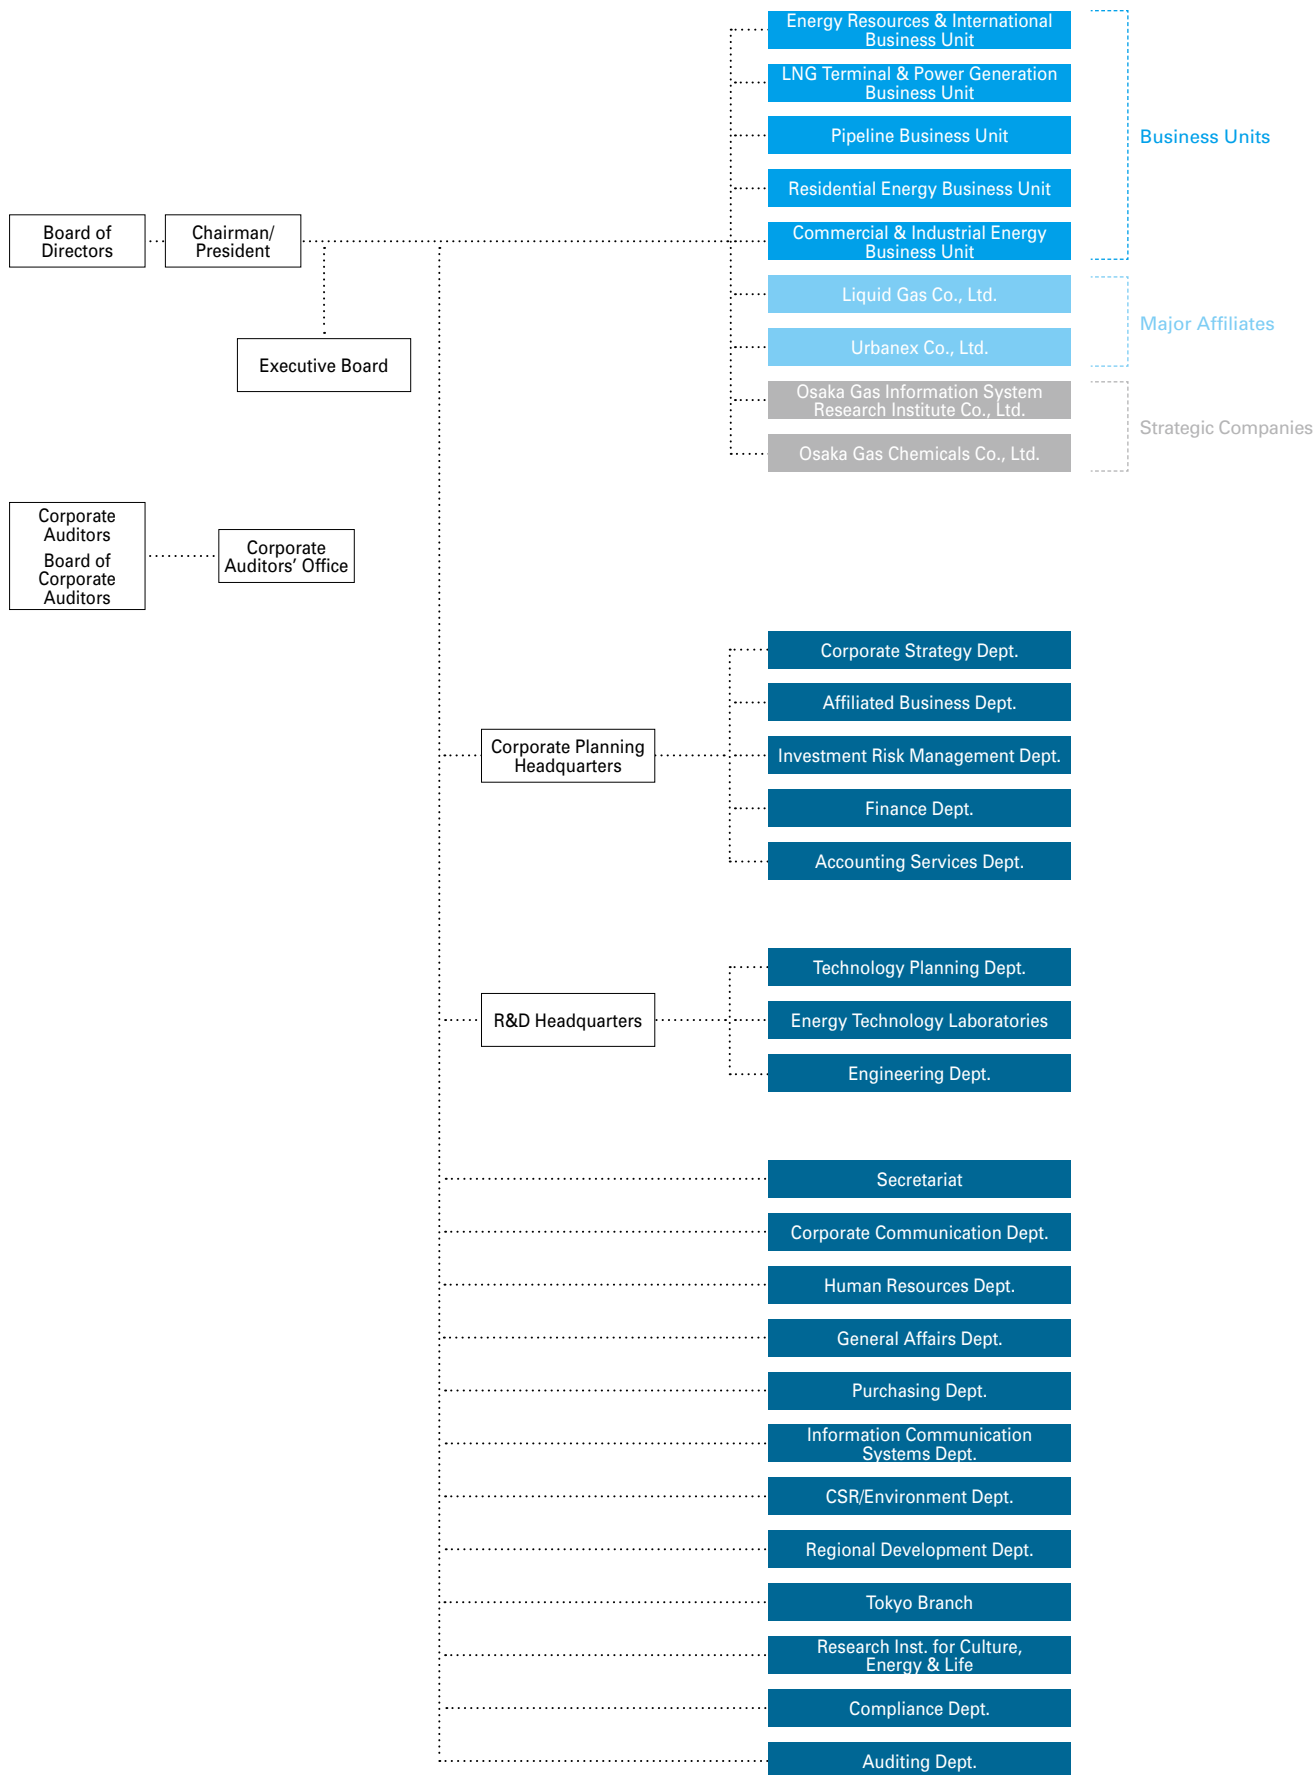 Board of
Directors
Chairman/
President
Executive Board
Energy Resources & International
Business Unit
LNG Terminal & Power Generation
Business Unit
Pipeline Business Unit
Residential Energy Business Unit
Commercial & Industrial Energy
Business Unit
Business Units
Liquid Gas Co., Ltd.
Urbanex Co., Ltd.
Major Affiliates
Osaka Gas Information System
Research Institute Co., Ltd.
Osaka Gas Chemicals Co., Ltd.
Strategic Companies
Corporate
Auditors
Board of
Corporate
Auditors
Corporate
Auditors’ Office
Corporate Planning
Headquarters
Corporate Strategy Dept.
Affiliated Business Dept.
Investment Risk Management Dept.
Finance Dept.
Accounting Services Dept.
R&D Headquarters
Technology Planning Dept.
Energy Technology Laboratories
Engineering Dept.
Secretariat
Corporate Communication Dept.
Human Resources Dept.
General Affairs Dept.
Purchasing Dept.
Information Communication
Systems Dept.
CSR/Environment Dept.
Regional Development Dept.
Tokyo Branch
Research Inst. for Culture,
Energy & Life
Compliance Dept.
Auditing Dept.